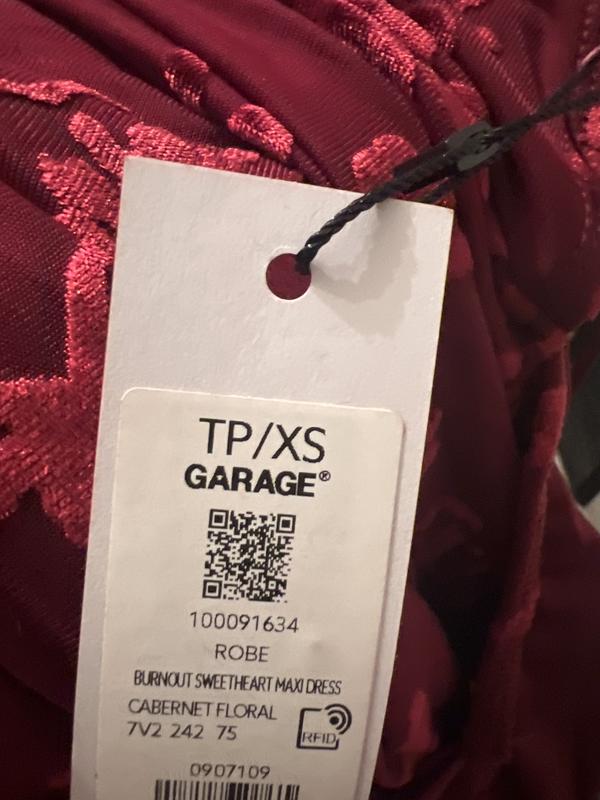 TP/XS
GARAGE®
100091634
ROBE
BURNOUT SWEETHEART MAXI DRESS
CABERNET FLORAL
7V2 242 75
RFID
0907109